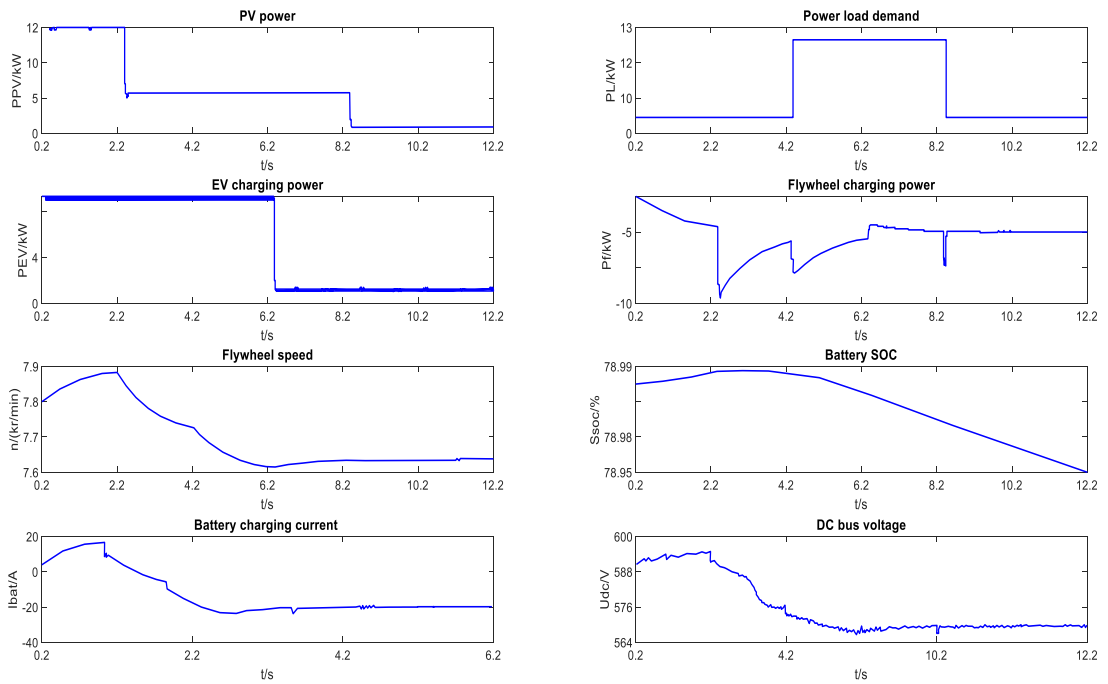 PV power
PPV/kW
12
10
5
0
0.2 2.2 4.2 6.2 8.2 10.2 12.2
t/s
Power load demand
PL/kW
13
12
10
0
0.2 2.2 4.2 6.2 8.2 10.2 12.2
t/s
EV charging power
PEV/kW
4
0
0.2 2.2 4.2 6.2 8.2 10.2 12.2
t/s
Flywheel charging power
Pf/kW
-5
-10
0.2 2.2 4.2 6.2 8.2 10.2 12.2
t/s
Flywheel speed
n/(kr/min)
7.9
7.8
7.7
7.6
0.2 2.2 4.2 6.2 8.2 10.2 12.2
t/s
Battery SOC
Ssoc/%
78.99
78.98
78.95
0.2 2.2 4.2 6.2 8.2 10.2 12.2
t/s
Battery charging current
Ibat/A
20
0
-20
-40
0.2 2.2 4.2 6.2
t/s
DC bus voltage
Udc/V
600
588
576
564
0.2 4.2 10.2 12.2
t/s